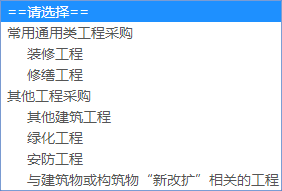 ==请选择==
常用通用类工程采购
装修工程
修缮工程
其他工程采购
其他建筑工程
绿化工程
安防工程
与建筑物或构筑物“新改扩”相关的工程